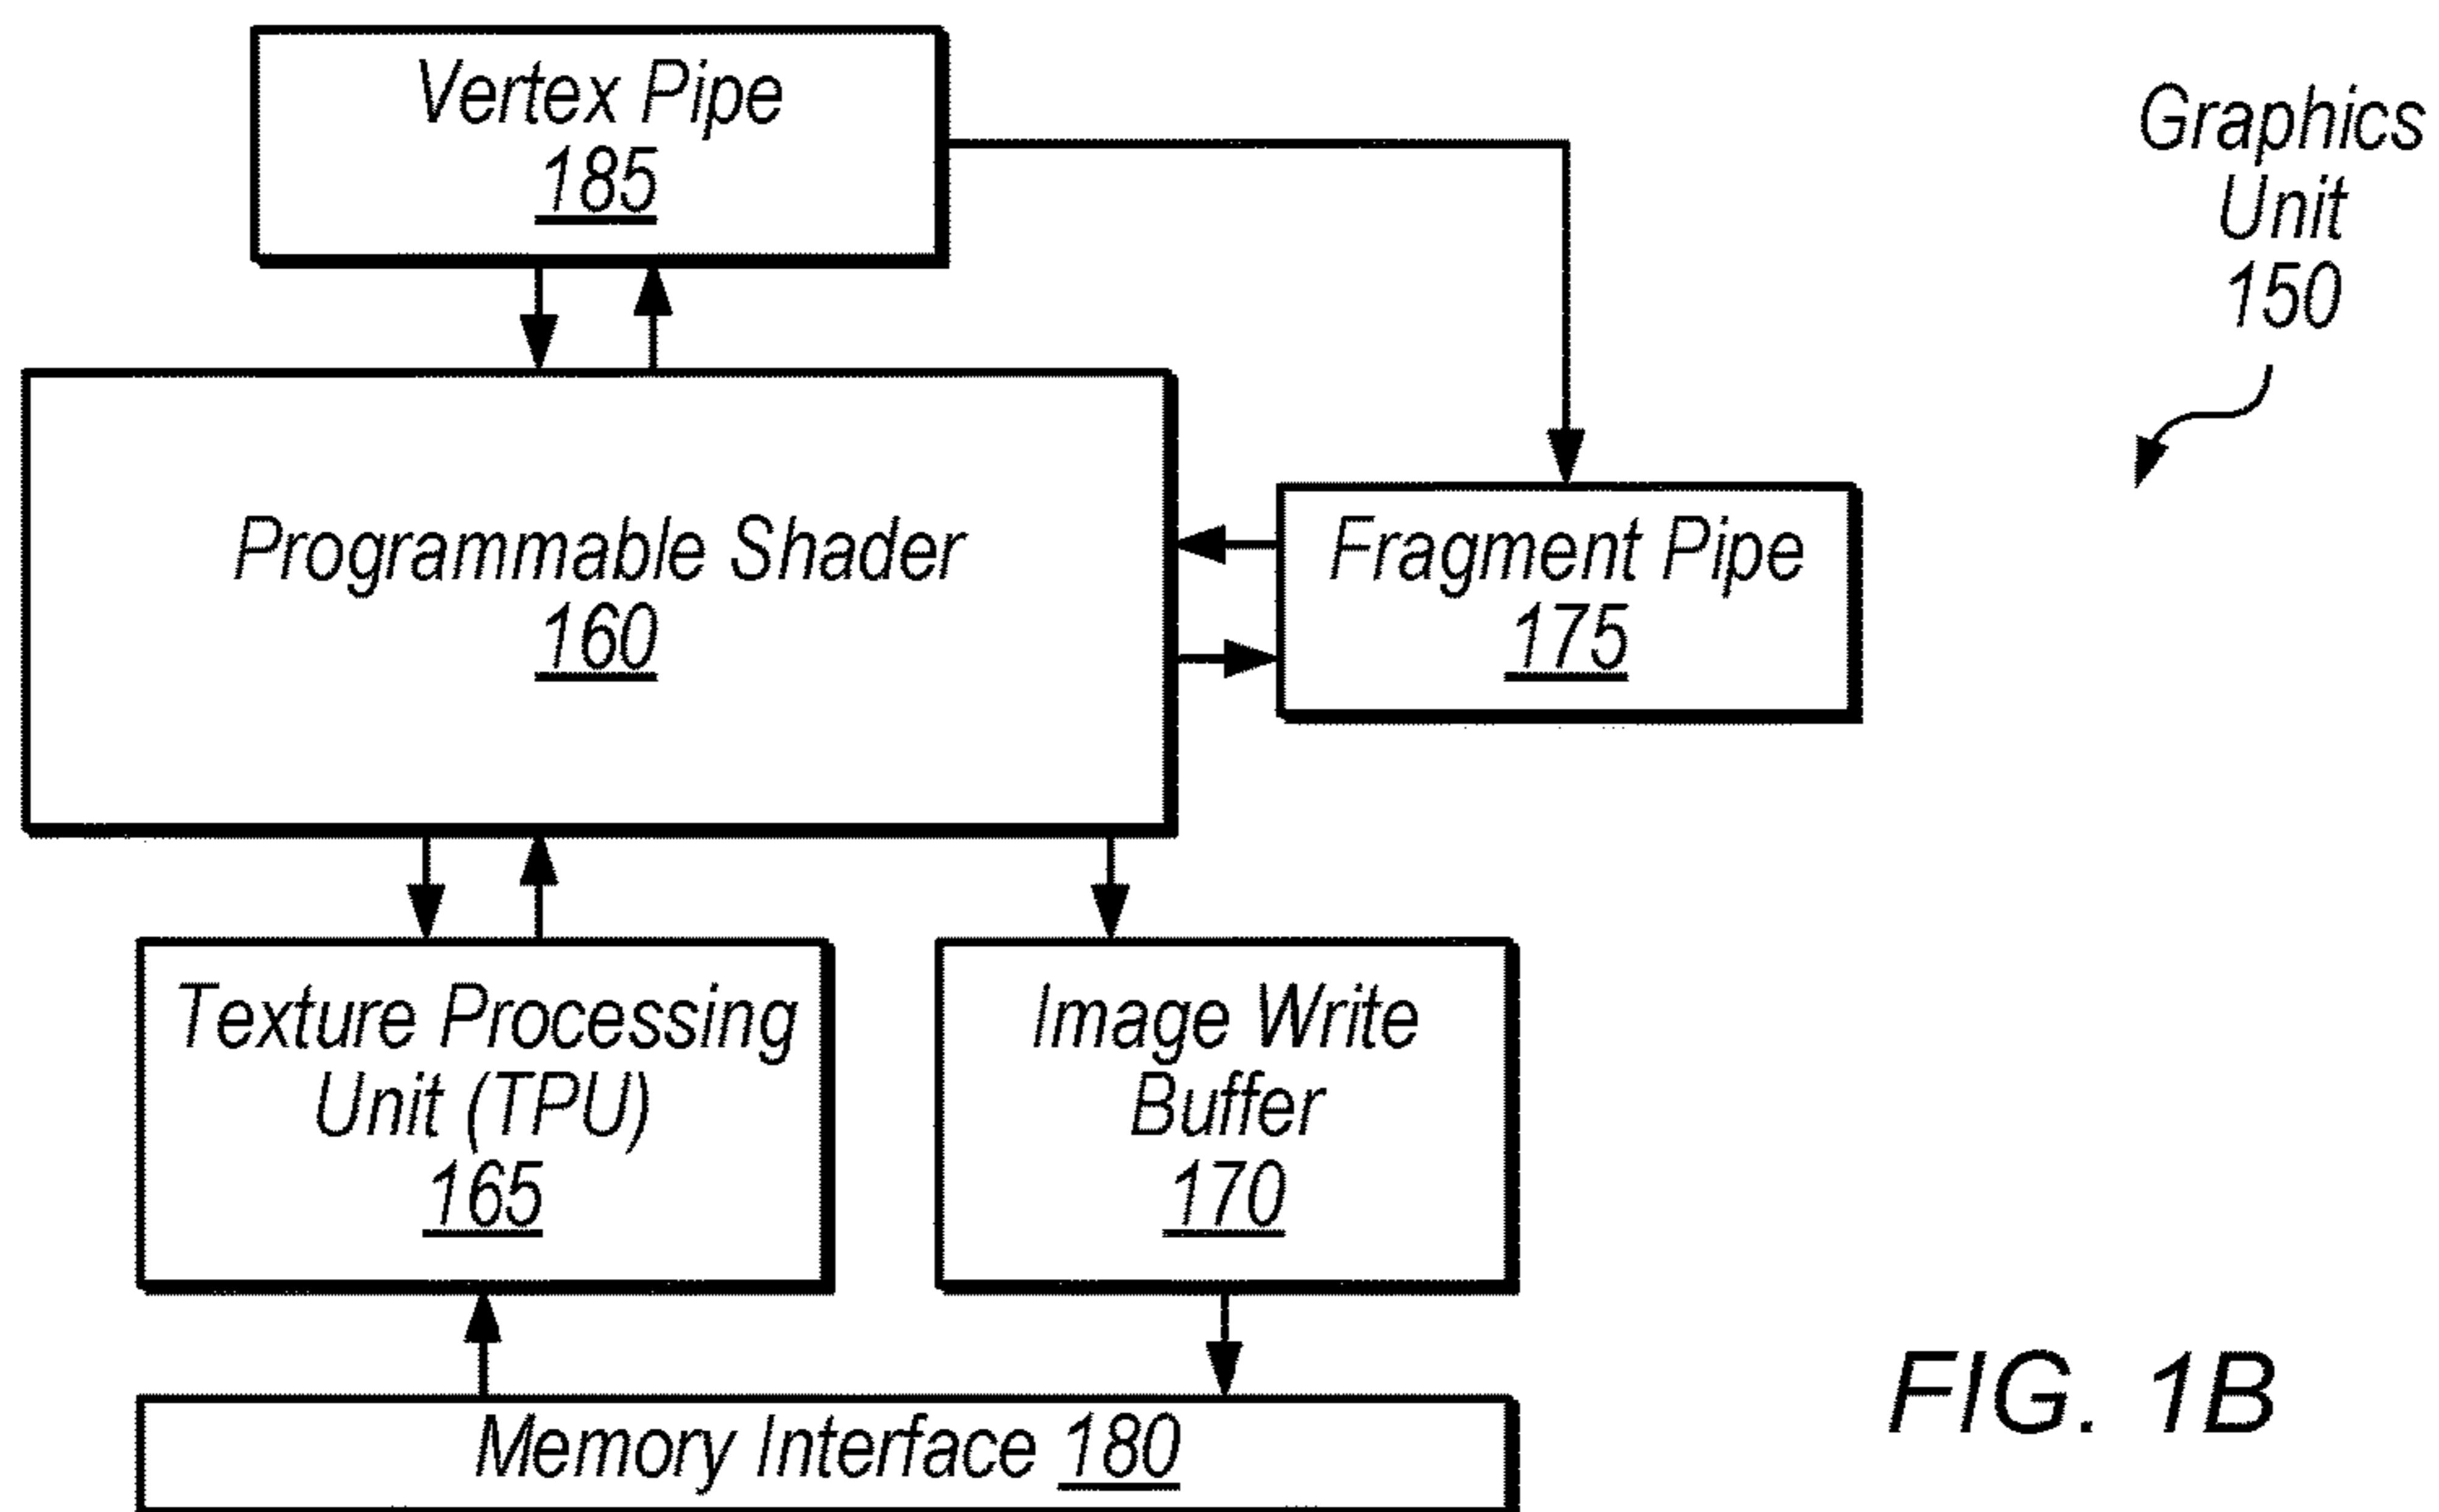 Vertex Pipe
185
Graphics
Unit
150
Programmable Shader
160
Fragment Pipe
175
Texture Processing
Unit (TPU)
165
Image Write
Buffer
170
Memory Interface 180
FIG. 1B